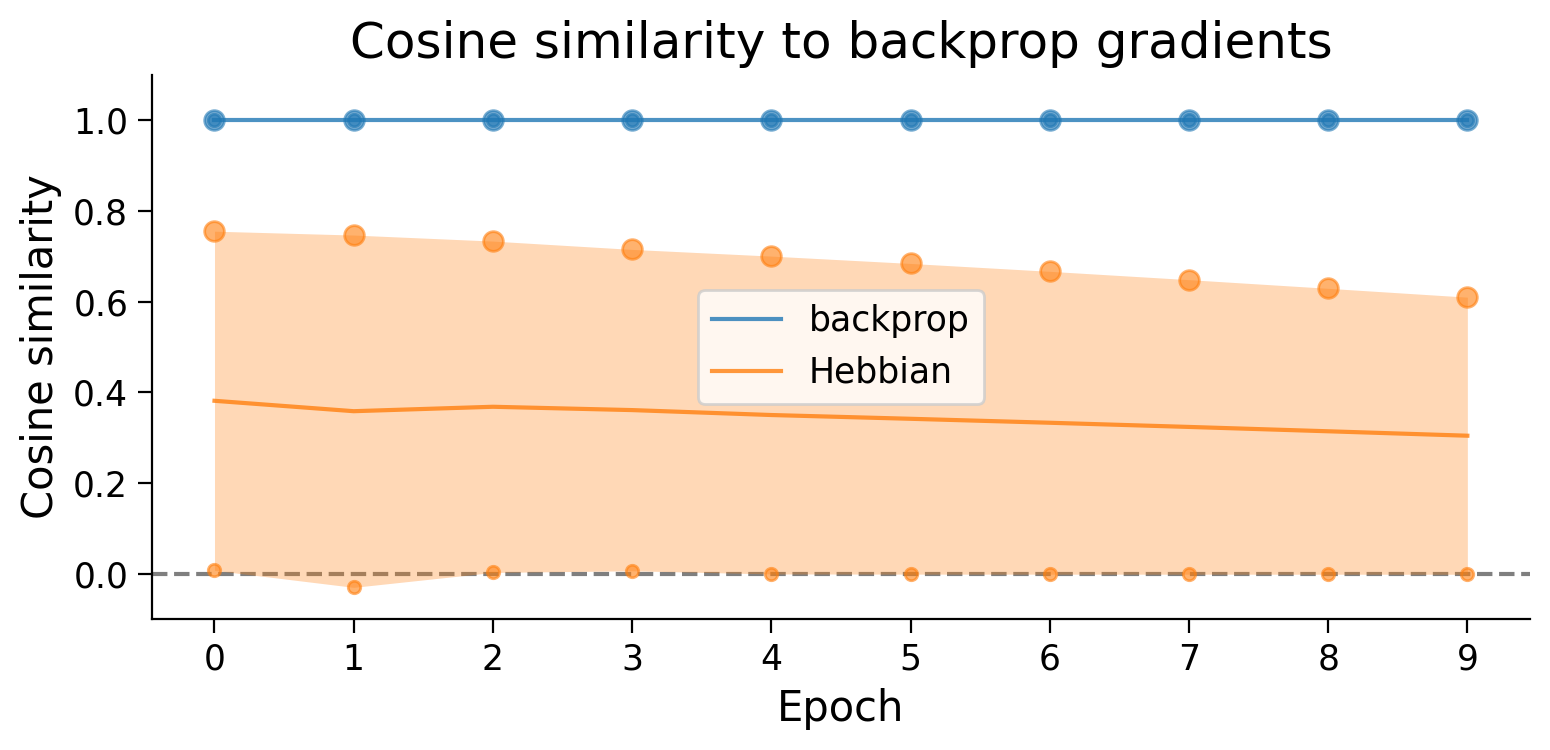 Cosine similarity to backprop gradients
Cosine similarity
1.0
0.8
0.6
0.4
0.2
0.0
backprop
Hebbian
0 1 2 3 4 5 6 7 8 9
Epoch